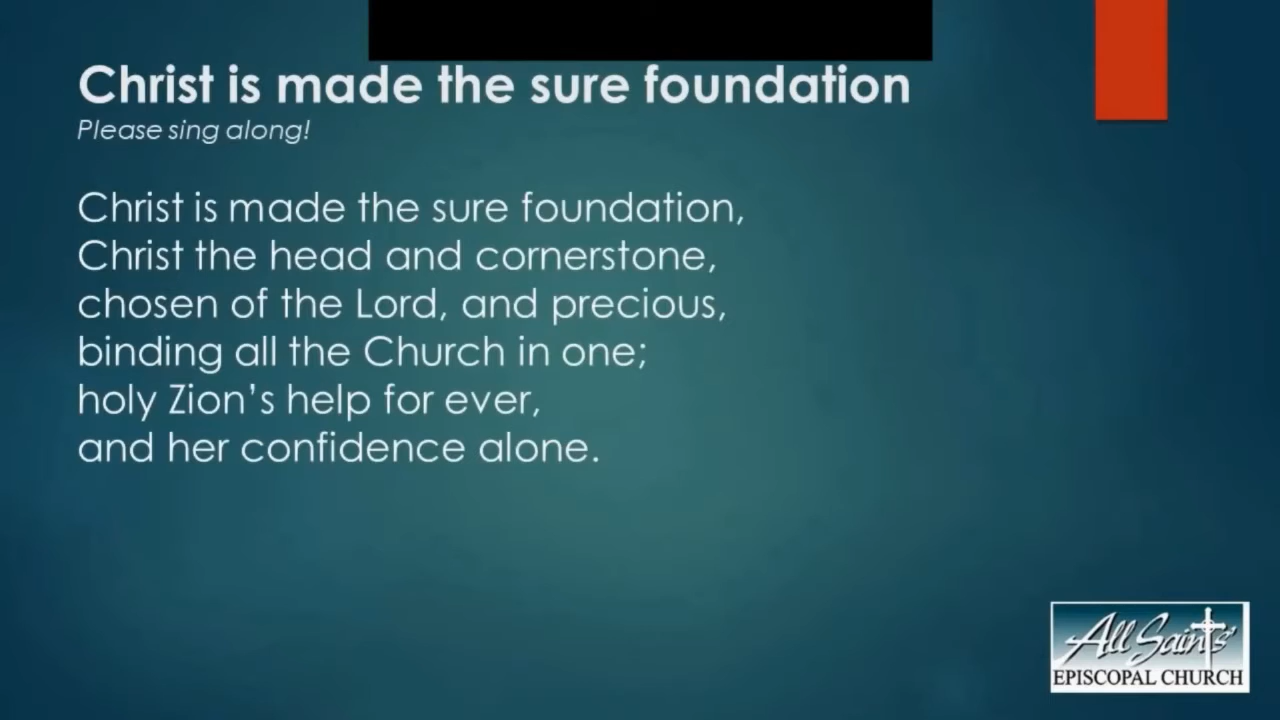 Christ is made the sure foundation
Please sing along!
Christ is made the sure foundation,
Christ the head and cornerstone,
chosen of the Lord, and precious,
binding all the Church in one;
holy Zion’s help for ever,
and her confidence alone.
All Saints’
EPISCOPAL CHURCH